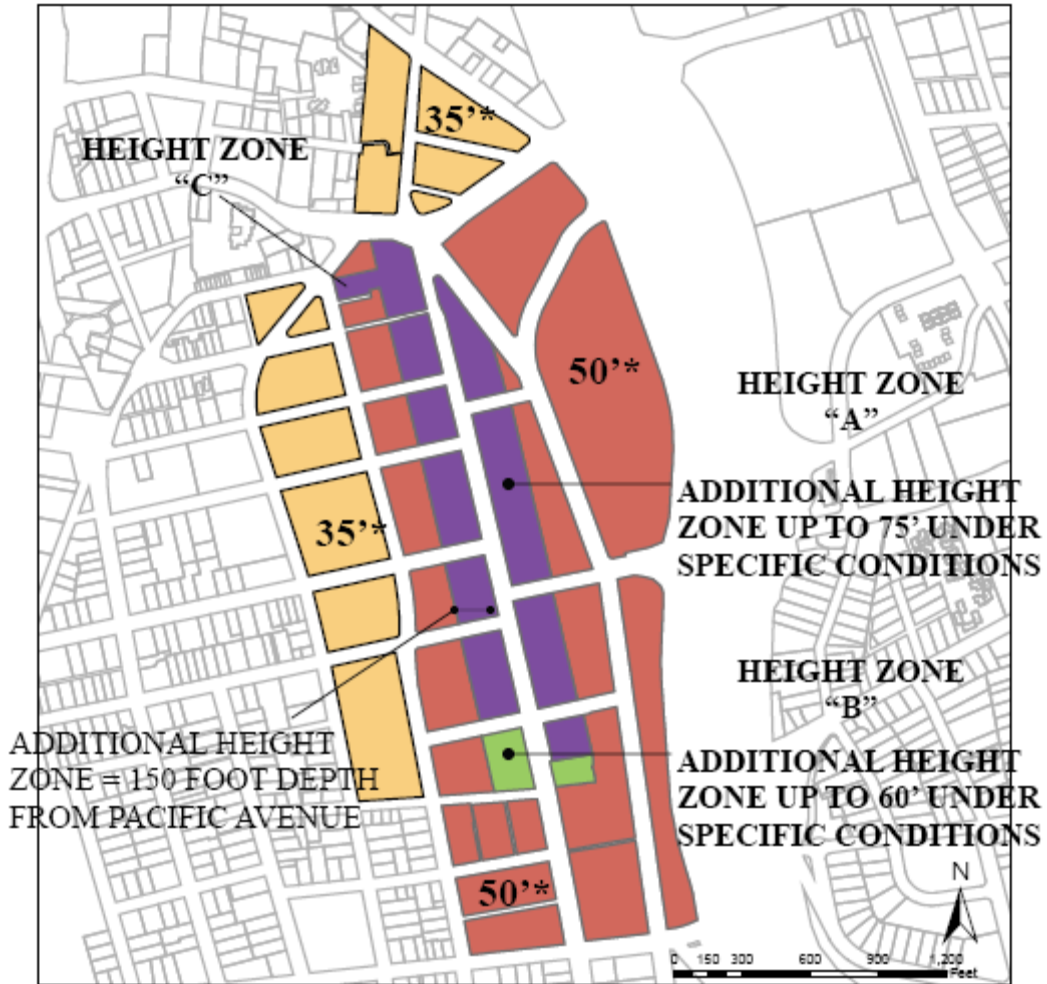 35’*
HEIGHT ZONE
“C”
50’*
HEIGHT ZONE
“A”
ADDITIONAL HEIGHT
ZONE UP TO 75’ UNDER
SPECIFIC CONDITIONS
35’*
HEIGHT ZONE
“B”
ADDITIONAL HEIGHT
ZONE = 150 FOOT DEPTH
FROM PACIFIC AVENUE
ADDITIONAL HEIGHT
ZONE UP TO 60’ UNDER
SPECIFIC CONDITIONS
50’*
N
0 150 300 600 900 1,200
Feet